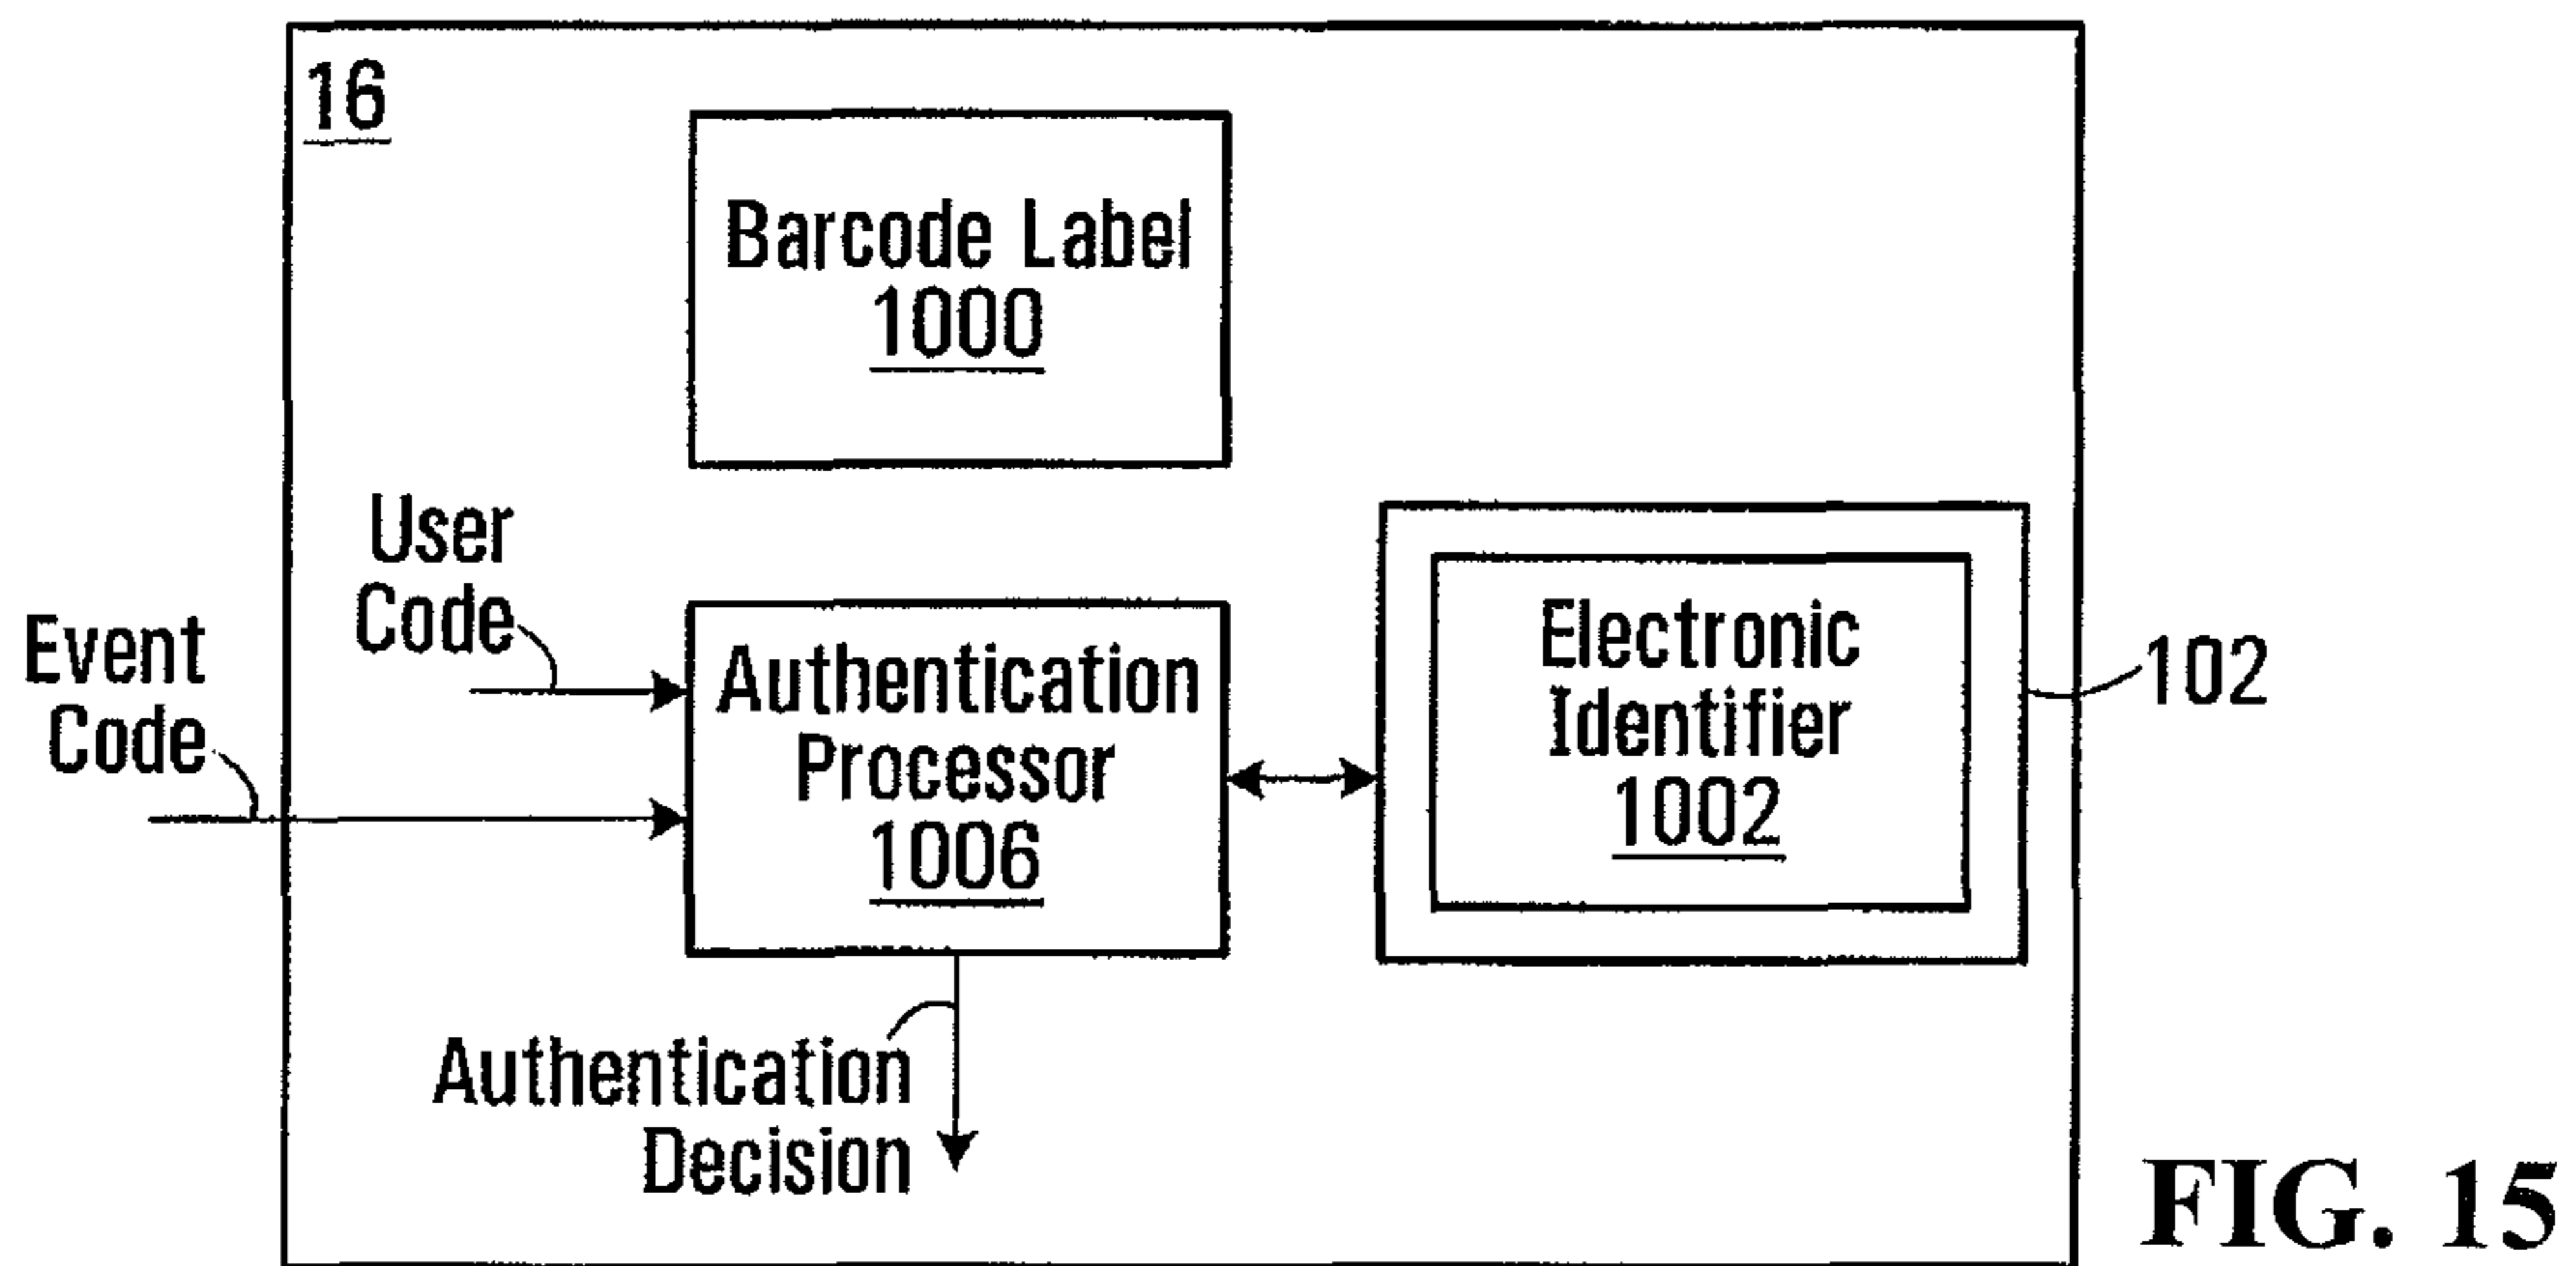 16
Barcode Label
1000
User
Code
Event
Code
Authentication
Processor
1006
Electronic
Identifier
1002
102
Authentication
Decision
FIG. 15